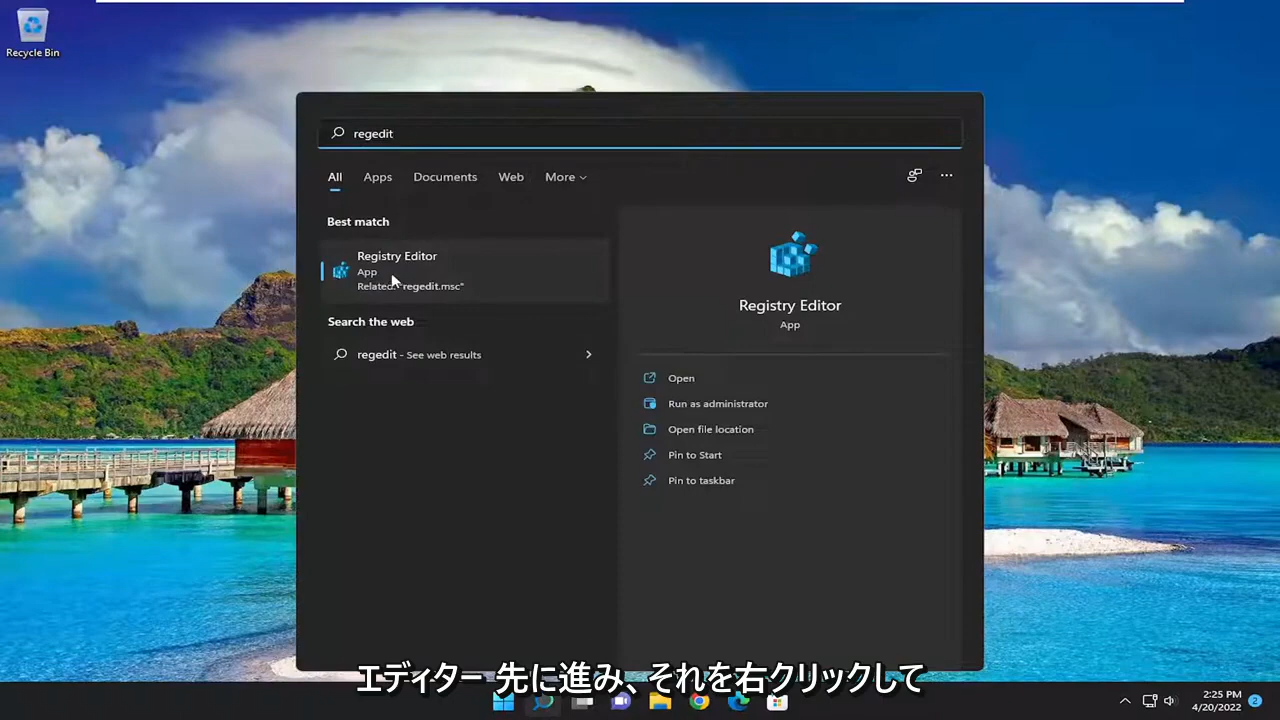 Recycle Bin
regedit
All
Apps
Documents
Web
More
Best match
Registry Editor
App
Related: "regedit.msc"
Search the web
regedit - See web results
Registry Editor
App
Open
Run as administrator
Open file location
Pin to Start
Pin to taskbar
エディター 先に進み、それを右クリックして
2:25 PM
4/20/2022
2